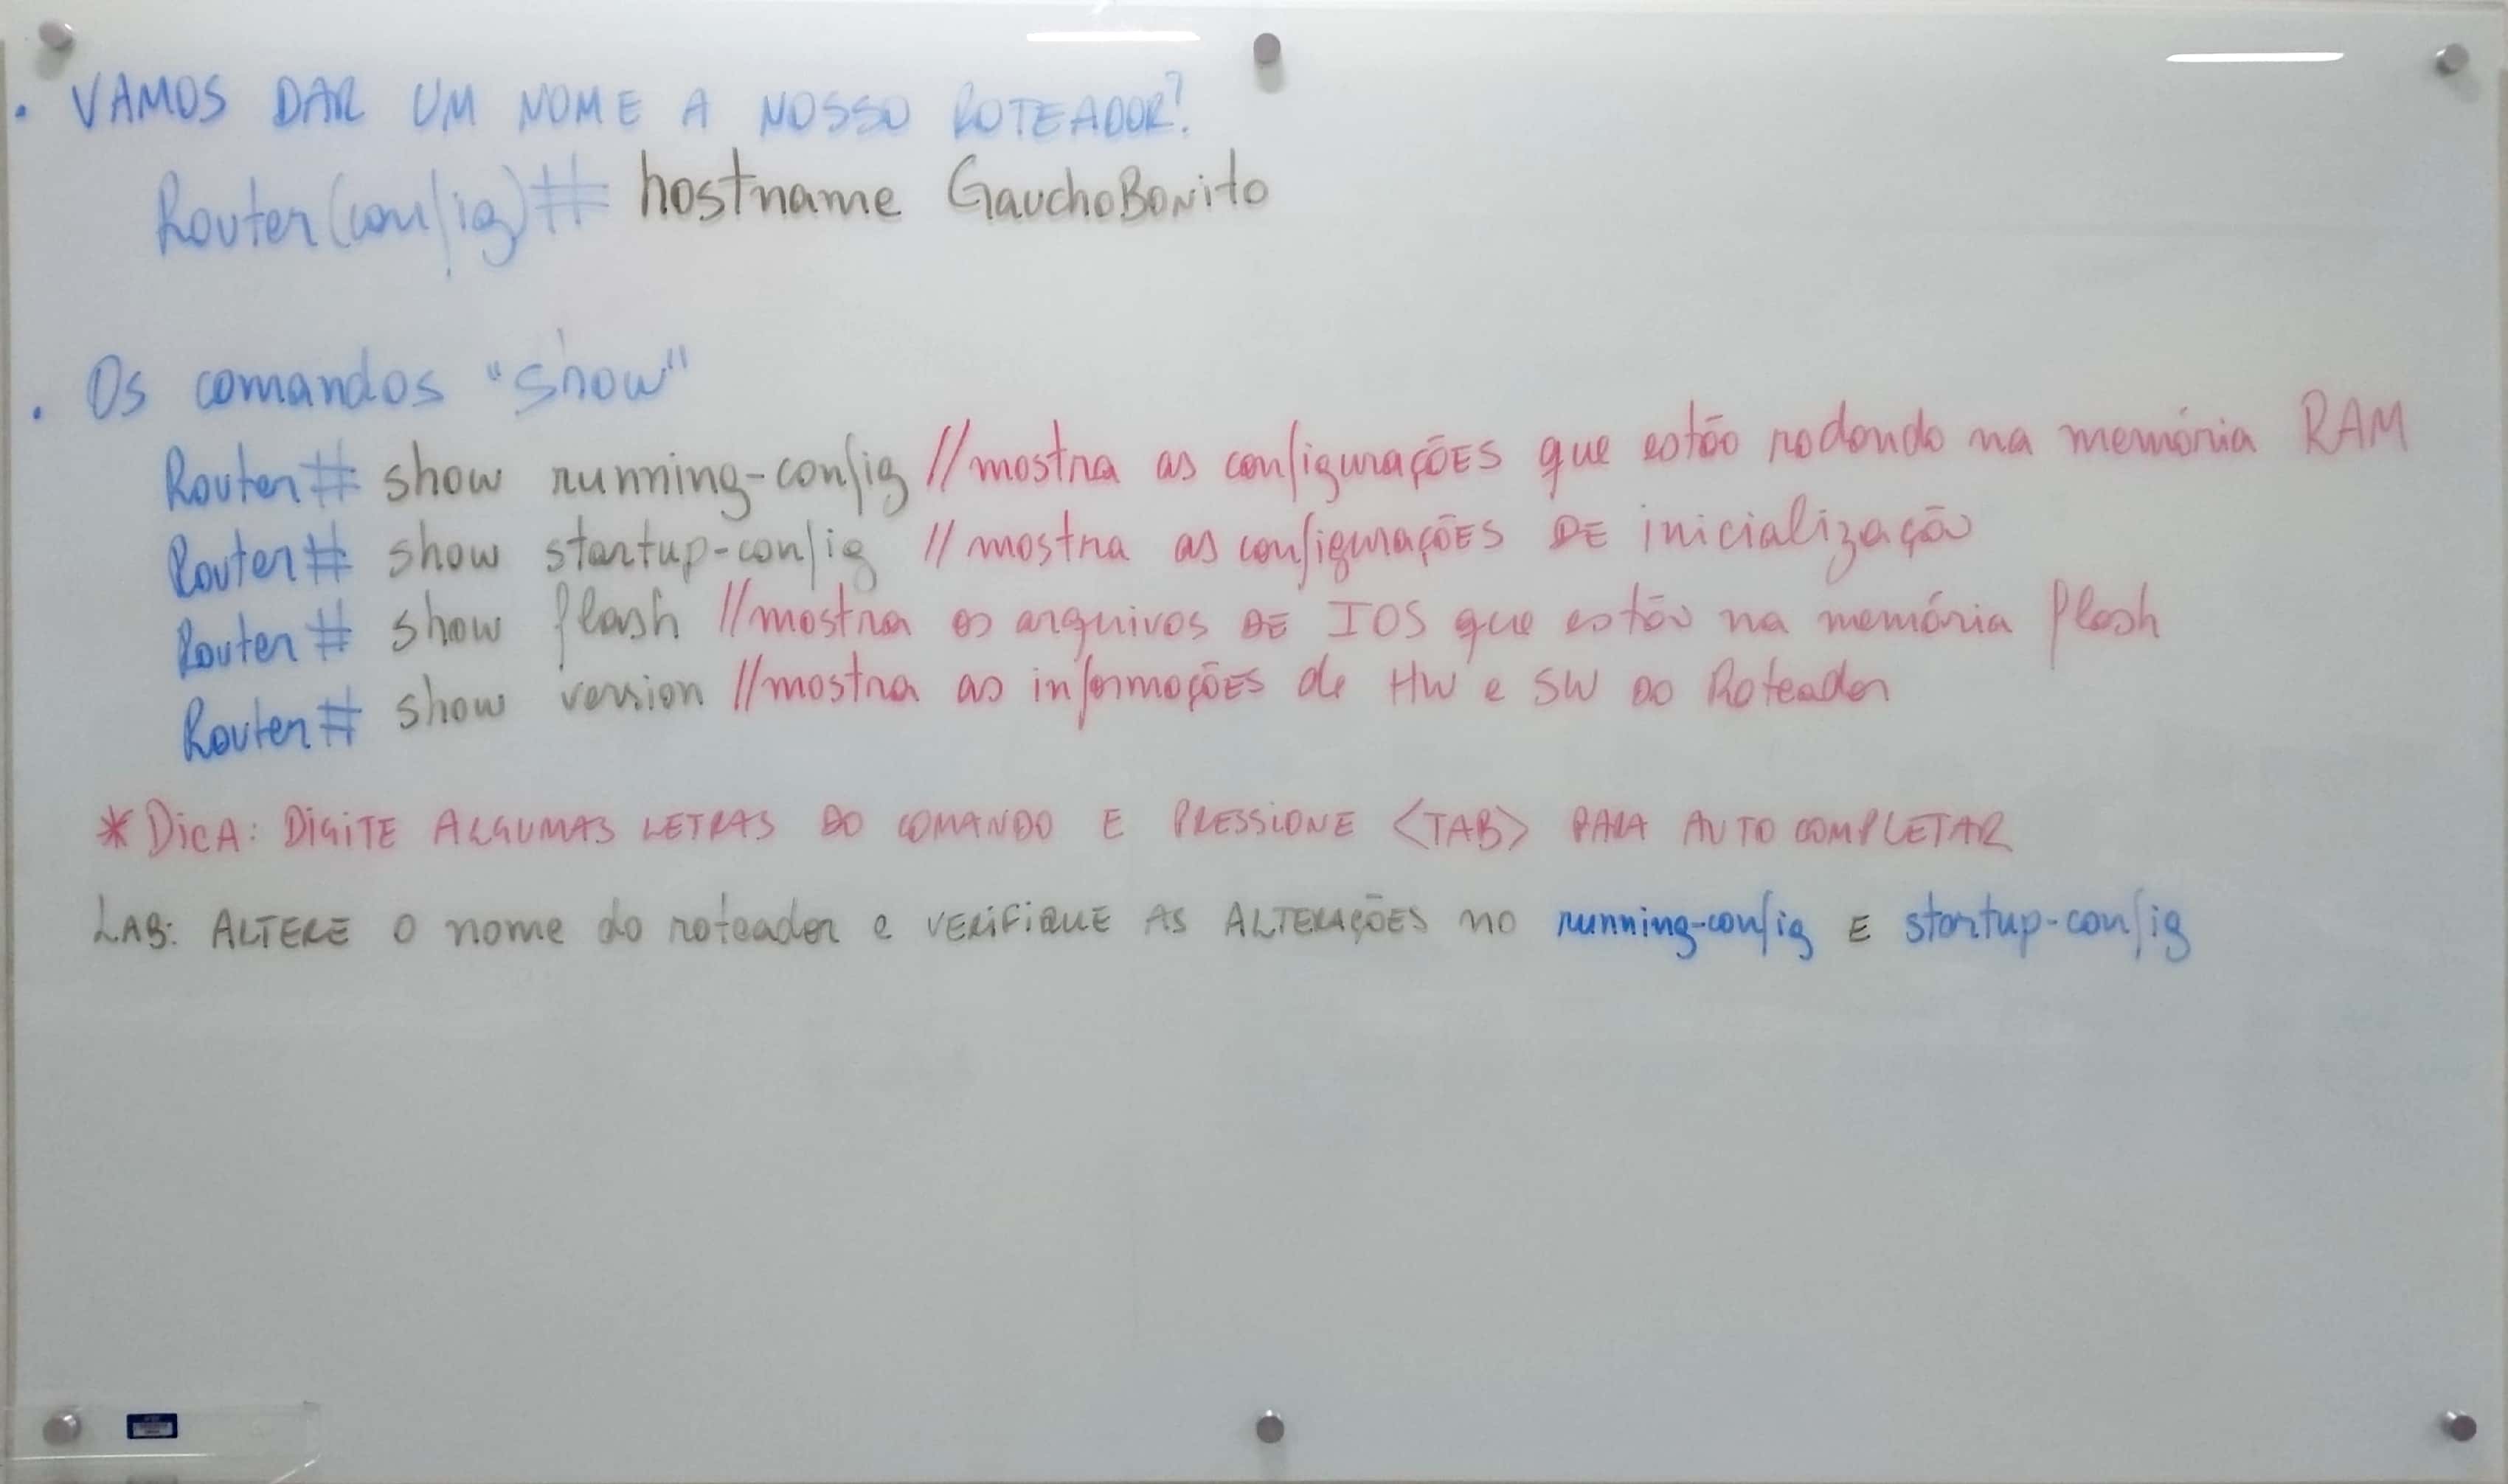 • VAMOS DAR UM NOME A NOSSO ROTEADOR?
Router(config)# hostname GauchoBonito
• Os comandos "show"
Router# show running-config //mostra as configurações que estão rodando na memória RAM
Router# show startup-config // mostra as configurações DE inicialização
Router# show flash //mostra os arquivos DE IOS que estão na memória flash
Router# show version //mostra as informações de HW e SW DO Roteador
* DICA: DIGITE ALGUMAS LETRAS DO COMANDO E PRESSIONE <TAB> PARA AUTO COMPLETAR
LAB: ALTERE O nome do roteador e VERIFIQUE AS ALTERAÇÕES NO running-config E startup-config